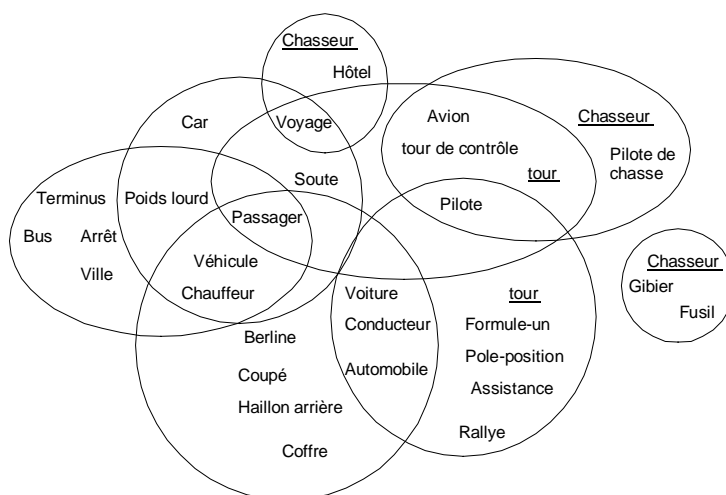 Chasseur
Hôtel
Car
Voyage
Avion
Chasseur
tour de contrôle
Pilote de
chasse
tour
Soute
Terminus
Poids lourd
Passager
Pilote
Bus
Arrêt
Ville
Véhicule
Chauffeur
Chasseur
Gibier
Fusil
Voiture
tour
Conducteur
Formule-un
Berline
Pole-position
Automobile
Coupé
Assistance
Haillon arrière
Rallye
Coffre